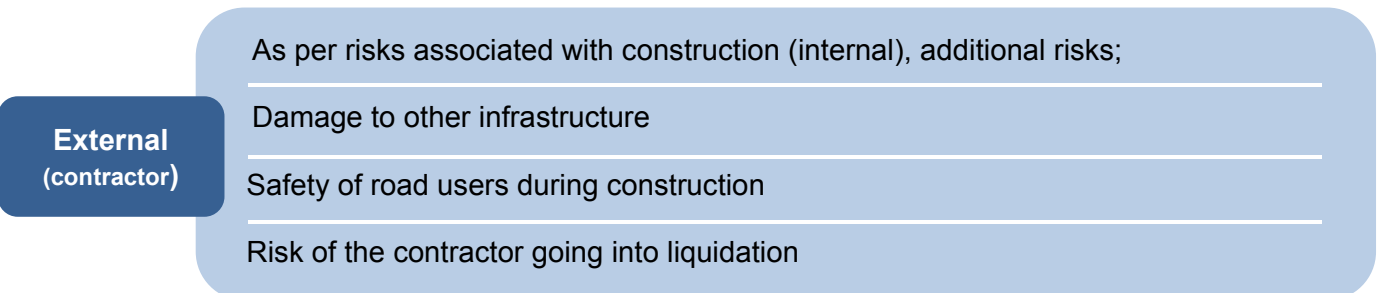 As per risks associated with construction (internal), additional risks;
Damage to other infrastructure
External
(contractor)
Safety of road users during construction
Risk of the contractor going into liquidation